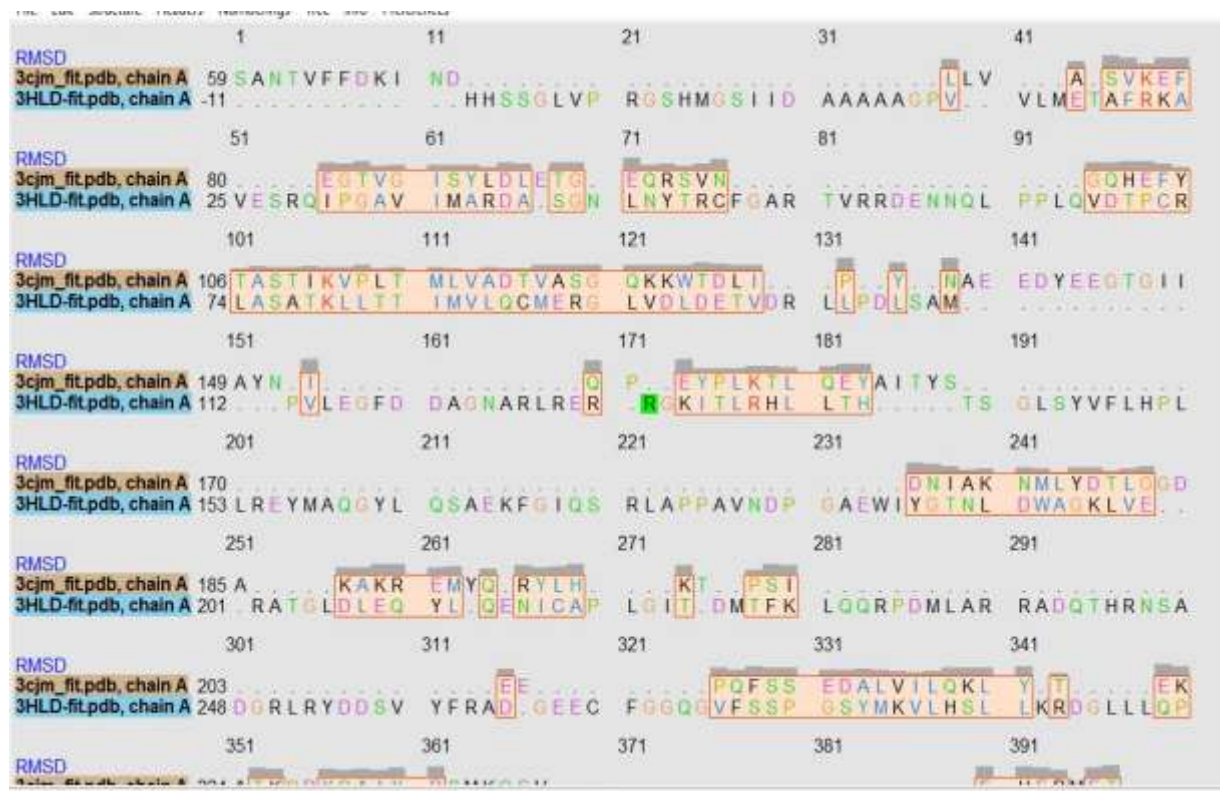 1 11 21 31 41
RMSD
3cjm_fit.pdb, chain A 59 SANTVFFDKI ND . . . . . . . . . . . . . . . . . . . . . . . . LLV . . . . A . SVKEF
3HLD-fit.pdb, chain A -11 . . . . . . . . . . . . HHSSGLVP RGSHMGSIID AAAAAGPV . . VLMETAFRKA
51 61 71 81 91
RMSD
3cjm_fit.pdb, chain A 80 . . . . . EGTVG ISYLDLETG . EQRSVN . . . . . . . . . . . . . . . . . . GQHEFY
3HLD-fit.pdb, chain A 25 VESRQIPGAV IMARDA . SGN LNYTRCFGAR TVRRDENNQL PPLQVDTPCR
101 111 121 131 141
RMSD
3cjm_fit.pdb, chain A 106 TASTIKVPLT MLVADTVASG QKKWTDLI . . . P . . Y . . NAE EDYEEGTGII
3HLD-fit.pdb, chain A 74 LASATKLLTT IMVLQCMERG LVDLDETVDR LLPDLSAM . . . . . . . . . . . .
151 161 171 181 191
RMSD
3cjm_fit.pdb, chain A 149 AYN . I . . . . . . . . . . . . . . Q P . . EYPLKTL QEYAITYS . . . . . . . . . . . .
3HLD-fit.pdb, chain A 112 . . . PVLEGFD DAGNARLRER . RGKITLRHL LTH . . . . . TS GLSYVFLHPL
201 211 221 231 241
RMSD
3cjm_fit.pdb, chain A 170 . . . . . . . . . . . . . . . . . . . . . . . . . . . . . . . . . . . DNIAK NMLYDTLGGD
3HLD-fit.pdb, chain A 153 LREYMAQGYL QSAEKFGIQS RLAPPAVNDP GAEWIYGTNL DWAGKLVE . .
251 261 271 281 291
RMSD
3cjm_fit.pdb, chain A 185 A . . . . . KAKR EMYQ . RYLH . . . . . KT . . PSI . . . . . . . . . . . . . . . . . . . .
3HLD-fit.pdb, chain A 201 . RATGLDLEQ YL . QENICAP LGIT . DMTFK LQQRPDMLAR RADQTHRNSA
301 311 321 331 341
RMSD
3cjm_fit.pdb, chain A 203 . . . . . . . . . . . . . . . EE . . . . . . . . PQFSS EDALVILQKL Y . T . . . . . EK
3HLD-fit.pdb, chain A 248 DGRLRYDDSV YFRAD . GEEC FGGQGVFSSP GSYMKVLHSL LKRDGLLLQP
351 361 371 381 391
RMSD